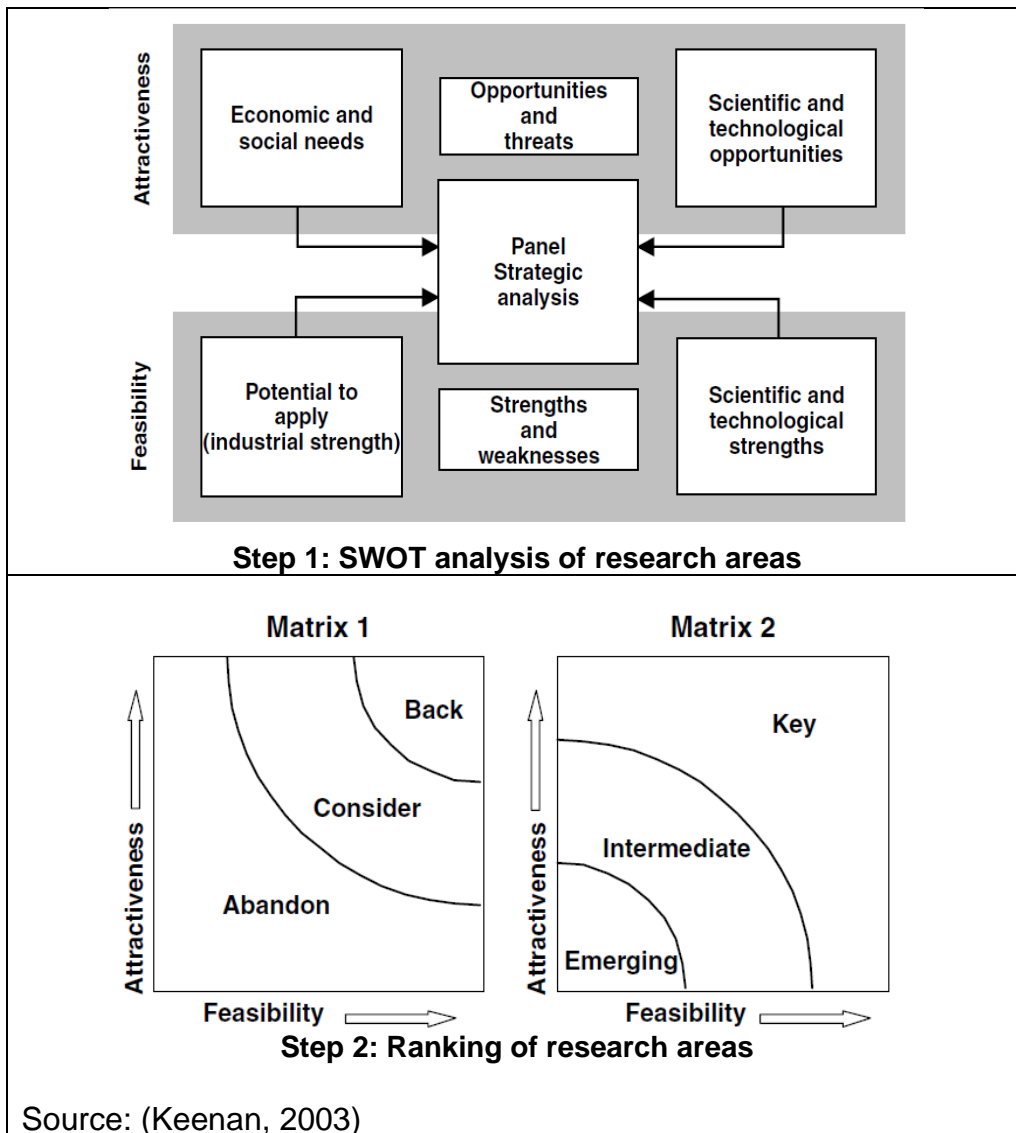 Attractiveness
Economic and
social needs
Opportunities
and
threats
Scientific and
technological
opportunities
Panel
Strategic
analysis
Feasibility
Potential to
apply
(industrial strength)
Strengths
and
weaknesses
Scientific and
technological
strengths
Step 1: SWOT analysis of research areas
Matrix 1
Attractiveness
Back
Consider
Abandon
Feasibility
Matrix 2
Attractiveness
Key
Intermediate
Emerging
Feasibility
Step 2: Ranking of research areas
Source: (Keenan, 2003)